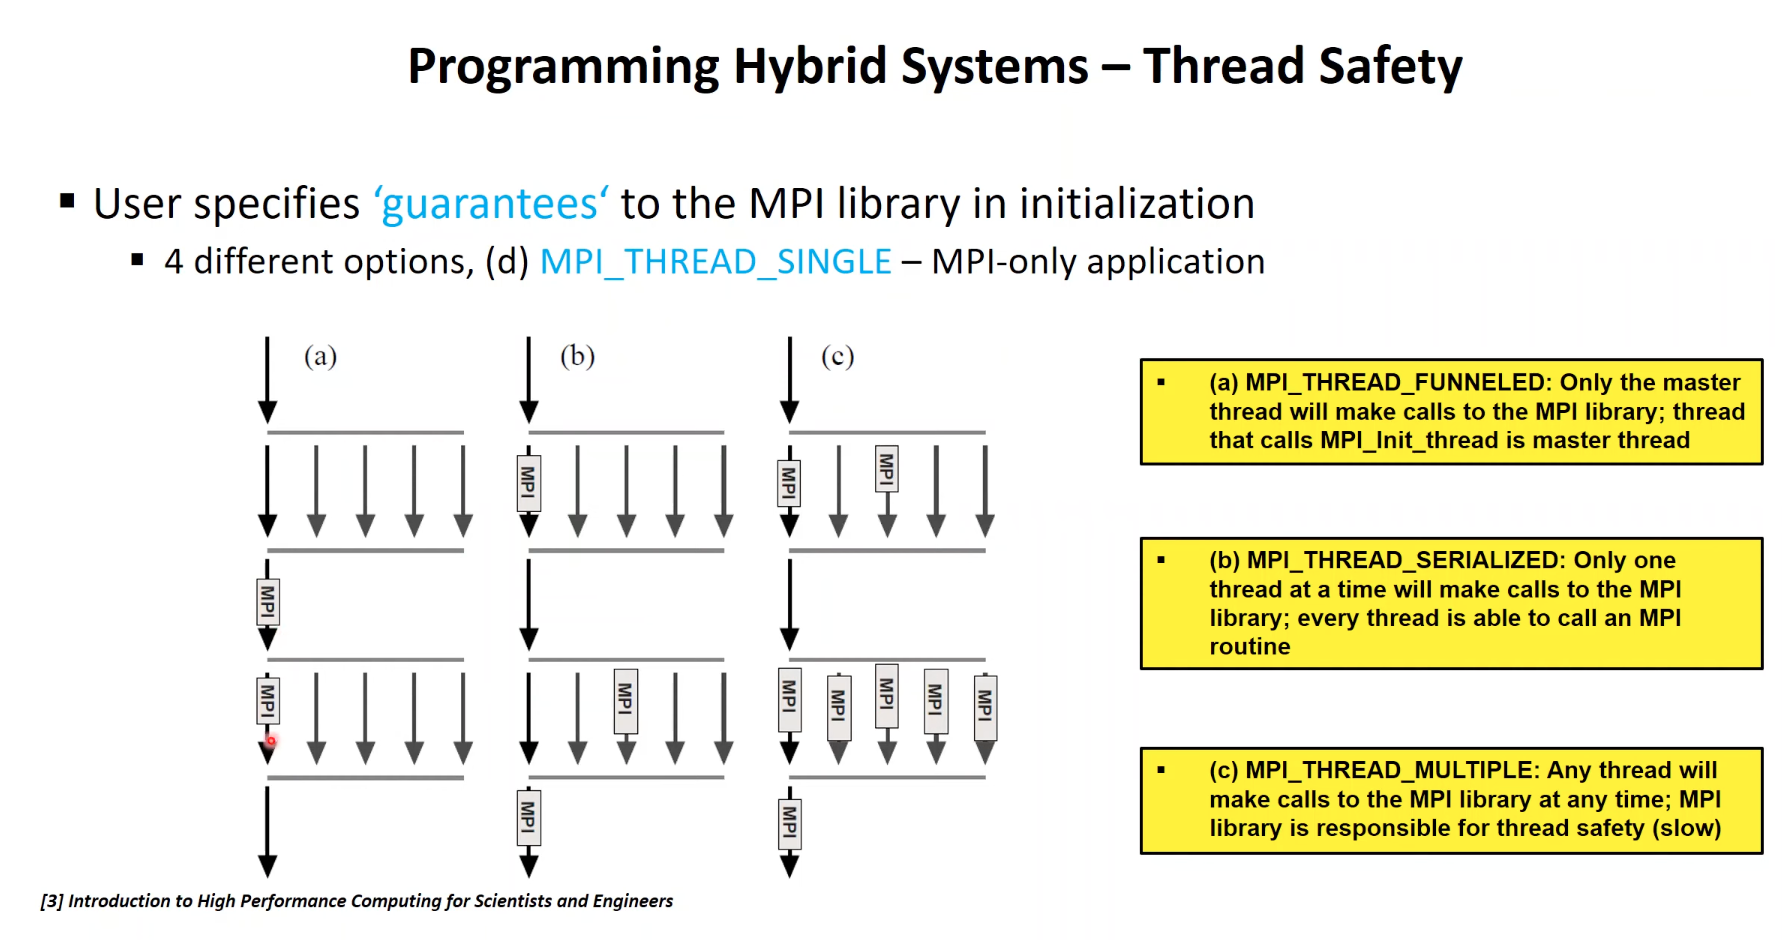 Programming Hybrid Systems – Thread Safety
▪ User specifies ‘guarantees‘ to the MPI library in initialization
▪ 4 different options, (d) MPI_THREAD_SINGLE – MPI-only application
(a)
(b)
(c)
MPI
MPI
MPI
MPI
MPI
MPI
MPI
MPI
MPI
MPI
MPI
MPI
MPI
▪ (a) MPI_THREAD_FUNNELED: Only the master
thread will make calls to the MPI library; thread
that calls MPI_Init_thread is master thread
▪ (b) MPI_THREAD_SERIALIZED: Only one
thread at a time will make calls to the MPI
library; every thread is able to call an MPI
routine
▪ (c) MPI_THREAD_MULTIPLE: Any thread will
make calls to the MPI library at any time; MPI
library is responsible for thread safety (slow)
[3] Introduction to High Performance Computing for Scientists and Engineers